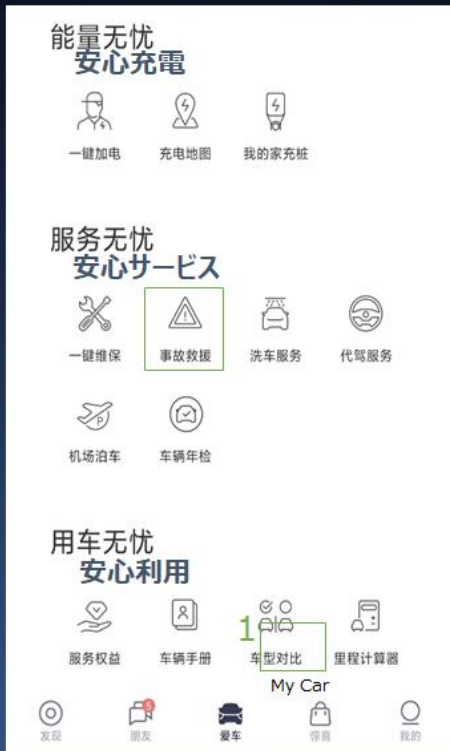 能量无忧
安心充電
一键加电 充电地图 我的家充桩
服务无忧
安心サービス
一键维保 事故救援 洗车服务 代驾服务
P
机场泊车 车辆年检
用车无忧
安心利用
1
服务权益 车辆手册 车型对比 里程计算器
My Car
5
发现 朋友 爱车 惊喜 我的